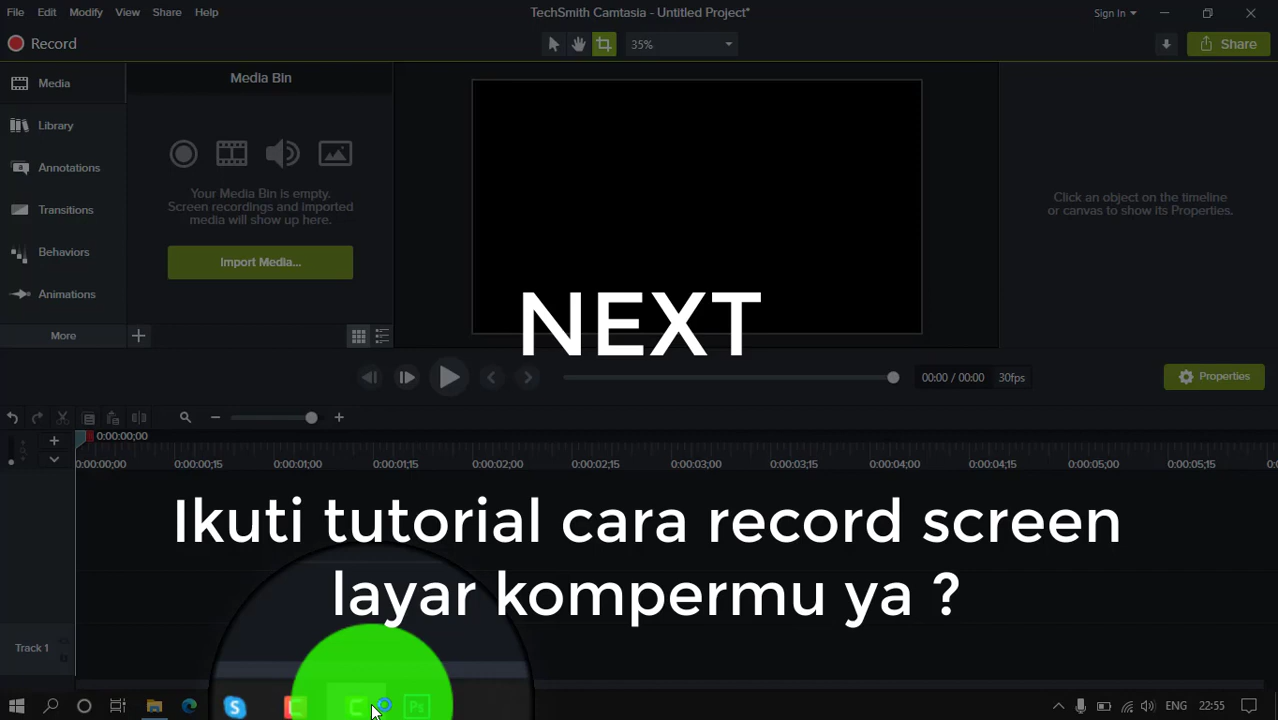 File Edit Modify View Share Help
TechSmith Camtasia - Untitled Project*
Sign In
Record
35%
Share
Media
Library
Annotations
Transitions
Behaviors
Animations
More
Media Bin
Your Media Bin is empty.
Screen recordings and imported
media will show up here.
Import Media...
Click an object on the timeline
or canvas to show its Properties.
NEXT
00:00 / 00:00 30fps
Properties
0:00:00;00
0:00:00;00 0:00:00;15 0:00:01;00 0:00:01;15 0:00:02;00 0:00:02;15 0:00:03;00 0:00:03;15 0:00:04;00 0:00:04;15 0:00:05;00 0:00:05;15
Ikuti tutorial cara record screen
layar kompermu ya ?
Track 1
S C C Ps
ENG 22:55